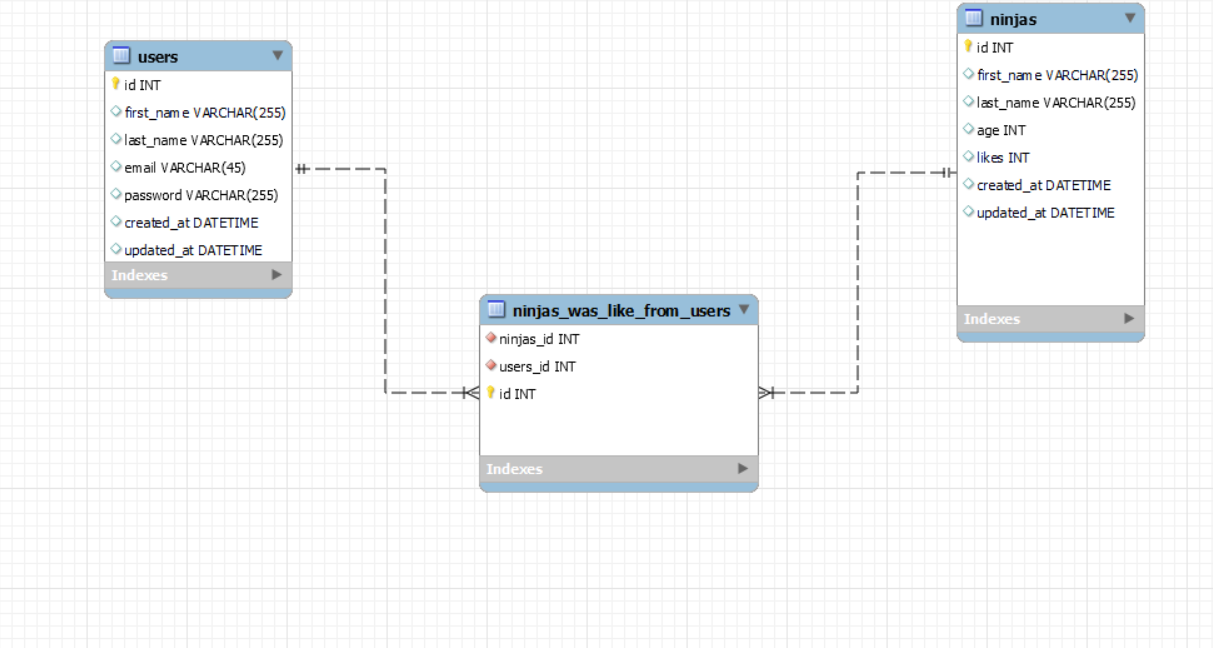 users
id INT
first_name VARCHAR(255)
last_name VARCHAR(255)
email VARCHAR(45)
password VARCHAR(255)
created_at DATETIME
updated_at DATETIME
Indexes
ninjas
id INT
first_name VARCHAR(255)
last_name VARCHAR(255)
age INT
likes INT
created_at DATETIME
updated_at DATETIME
Indexes
ninjas_was_like_from_users
ninjas_id INT
users_id INT
id INT
Indexes